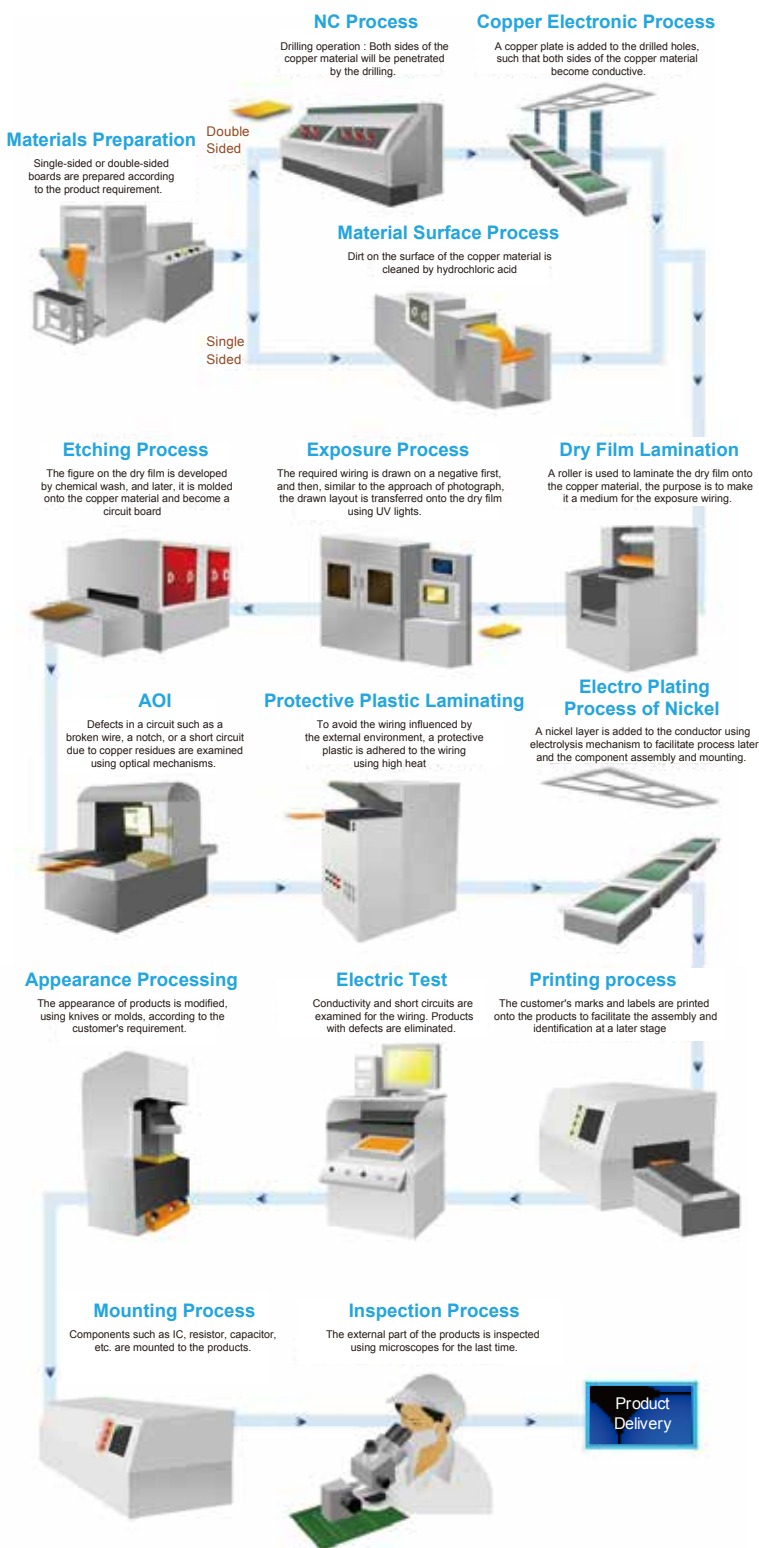 NC Process
Drilling operation : Both sides of the
copper material will be penetrated
by the drilling.
Copper Electronic Process
A copper plate is added to the drilled holes,
such that both sides of the copper material
become conductive.
Materials Preparation
Single-sided or double-sided
boards are prepared according
to the product requirement.
Double
Sided
Material Surface Process
Dirt on the surface of the copper material is
cleaned by hydrochloric acid
Single
Sided
Etching Process
The figure on the dry film is developed
by chemical wash, and later, it is molded
onto the copper material and become a
circuit board
Exposure Process
The required wiring is drawn on a negative first,
and then, similar to the approach of photograph,
the drawn layout is transferred onto the dry film
using UV lights.
Dry Film Lamination
A roller is used to laminate the dry film onto
the copper material, the purpose is to make
it a medium for the exposure wiring.
AOI
Defects in a circuit such as a
broken wire, a notch, or a short circuit
due to copper residues are examined
using optical mechanisms.
Protective Plastic Laminating
To avoid the wiring influenced by
the external environment, a protective
plastic is adhered to the wiring
using high heat
Electro Plating
Process of Nickel
A nickel layer is added to the conductor using
electrolysis mechanism to facilitate process later
and the component assembly and mounting.
Appearance Processing
The appearance of products is modified,
using knives or molds, according to the
customer's requirement.
Electric Test
Conductivity and short circuits are
examined for the wiring. Products
with defects are eliminated.
Printing process
The customer's marks and labels are printed
onto the products to facilitate the assembly and
identification at a later stage
Mounting Process
Components such as IC, resistor, capacitor,
etc. are mounted to the products.
Inspection Process
The external part of the products is inspected
using microscopes for the last time.
Product
Delivery